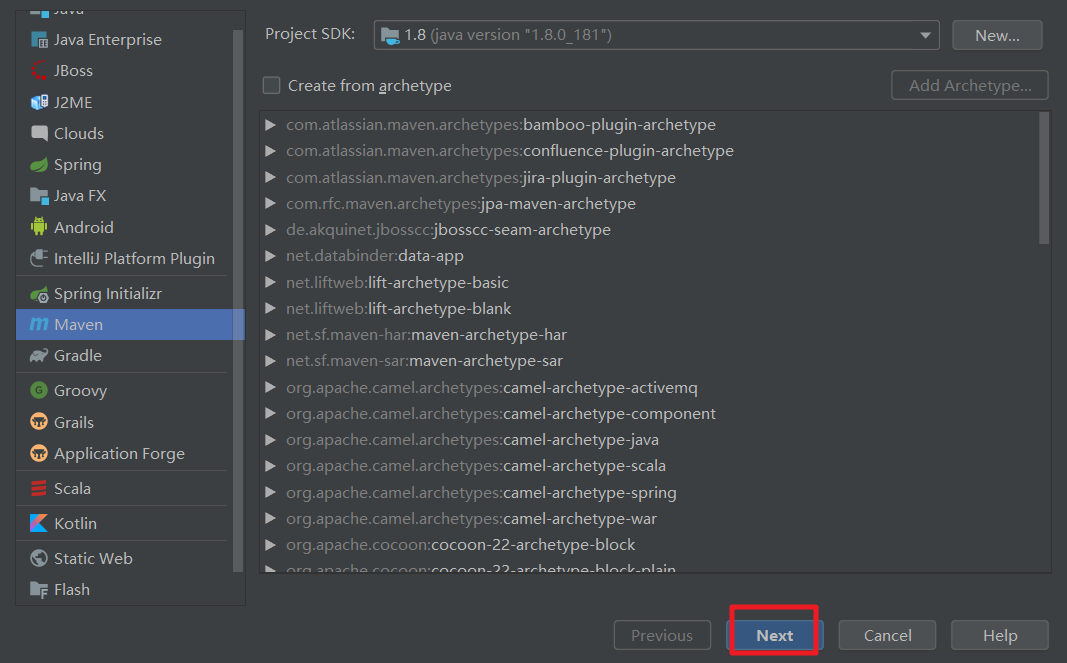 Java
Java Enterprise
JBoss
J2ME
Clouds
Spring
Java FX
Android
IntelliJ Platform Plugin
Spring Initializr
Maven
Gradle
Groovy
Grails
Application Forge
Scala
Kotlin
Static Web
Flash
Project SDK: 1.8 (java version "1.8.0_181") New...
Create from archetype Add Archetype...
com.atlassian.maven.archetypes:bamboo-plugin-archetype
com.atlassian.maven.archetypes:confluence-plugin-archetype
com.atlassian.maven.archetypes:jira-plugin-archetype
com.rfc.maven.archetypes:jpa-maven-archetype
de.akquinet.jbosscc:jbosscc-seam-archetype
net.databinder:data-app
net.liftweb:lift-archetype-basic
net.liftweb:lift-archetype-blank
net.sf.maven-har:maven-archetype-har
net.sf.maven-sar:maven-archetype-sar
org.apache.camel.archetypes:camel-archetype-activemq
org.apache.camel.archetypes:camel-archetype-component
org.apache.camel.archetypes:camel-archetype-java
org.apache.camel.archetypes:camel-archetype-scala
org.apache.camel.archetypes:camel-archetype-spring
org.apache.camel.archetypes:camel-archetype-war
org.apache.cocoon:cocoon-22-archetype-block
org.apache.cocoon:cocoon-22-archetype-block-plain
Previous Next Cancel Help